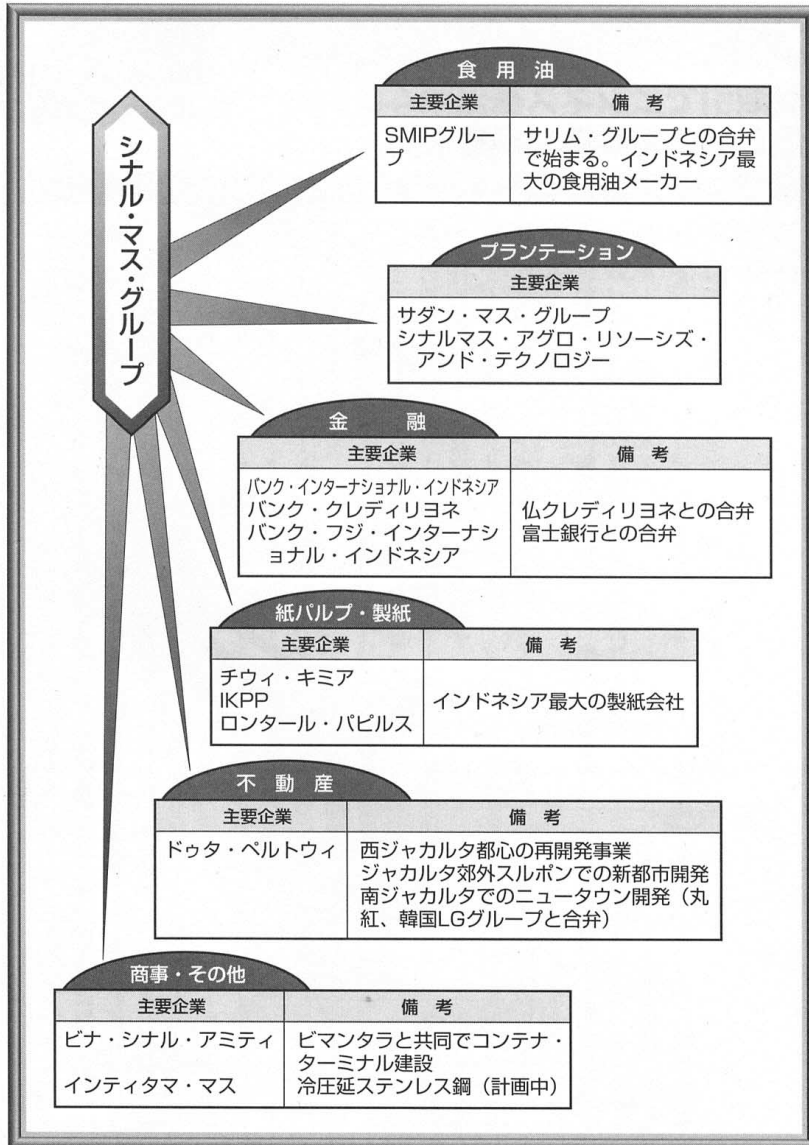 シナル・マス・グループ
食用油
主要企業 備考
SMIPグルー サリム・グループとの合弁
プ で始まる。インドネシア最
大の食用油メーカー
プランテーション
主要企業
サダン・マス・グループ
シナルマス・アグロ・リソーシズ・
アンド・テクノロジー
金融
主要企業 備考
バンク・インターナショナル・インドネシア
バンク・クレディリヨネ 仏クレディリヨネとの合弁
バンク・フジ・インターナシ 富士銀行との合弁
ョナル・インドネシア
紙パルプ・製紙
主要企業 備考
チウィ・キミア
IKPP インドネシア最大の製紙会社
ロンタール・パピルス
不動産
主要企業 備考
ドゥタ・ペルトウィ 西ジャカルタ都心の再開発事業
ジャカルタ郊外スルポンでの新都市開発
南ジャカルタでのニュータウン開発（丸
紅、韓国LGグループと合弁）
商事・その他
主要企業 備考
ビナ・シナル・アミティ ビマンタラと共同でコンテナ・
ターミナル建設
インティタマ・マス 冷圧延ステンレス鋼（計画中）